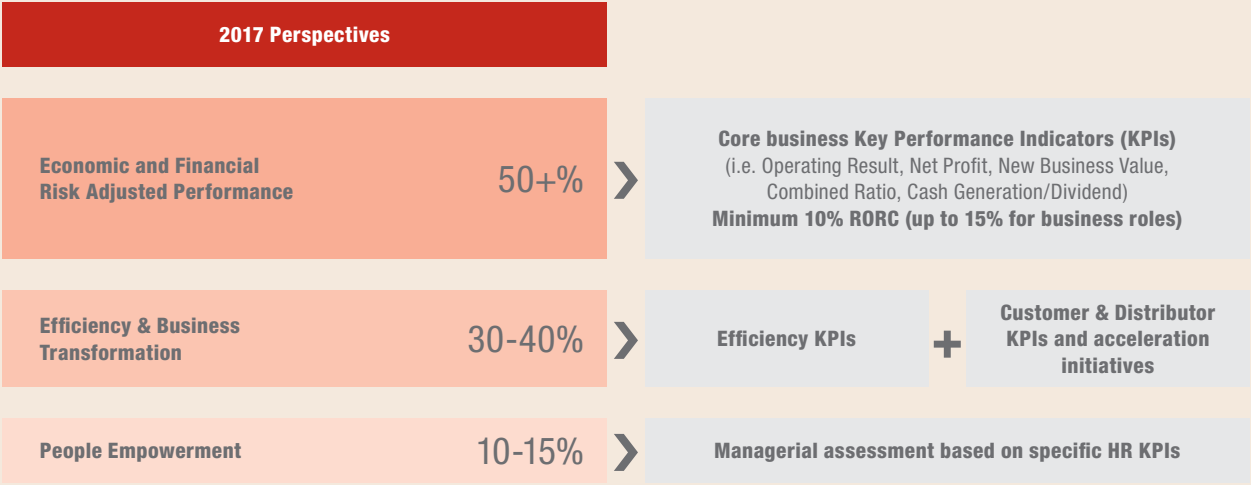 2017 Perspectives
Economic and Financial
Risk Adjusted Performance
50+%
Core business Key Performance Indicators (KPIs)
(i.e. Operating Result, Net Profit, New Business Value,
Combined Ratio, Cash Generation/Dividend)
Minimum 10% RORC (up to 15% for business roles)
Efficiency & Business
Transformation
30-40%
Efficiency KPIs
+
Customer & Distributor
KPIs and acceleration
initiatives
People Empowerment
10-15%
Managerial assessment based on specific HR KPIs